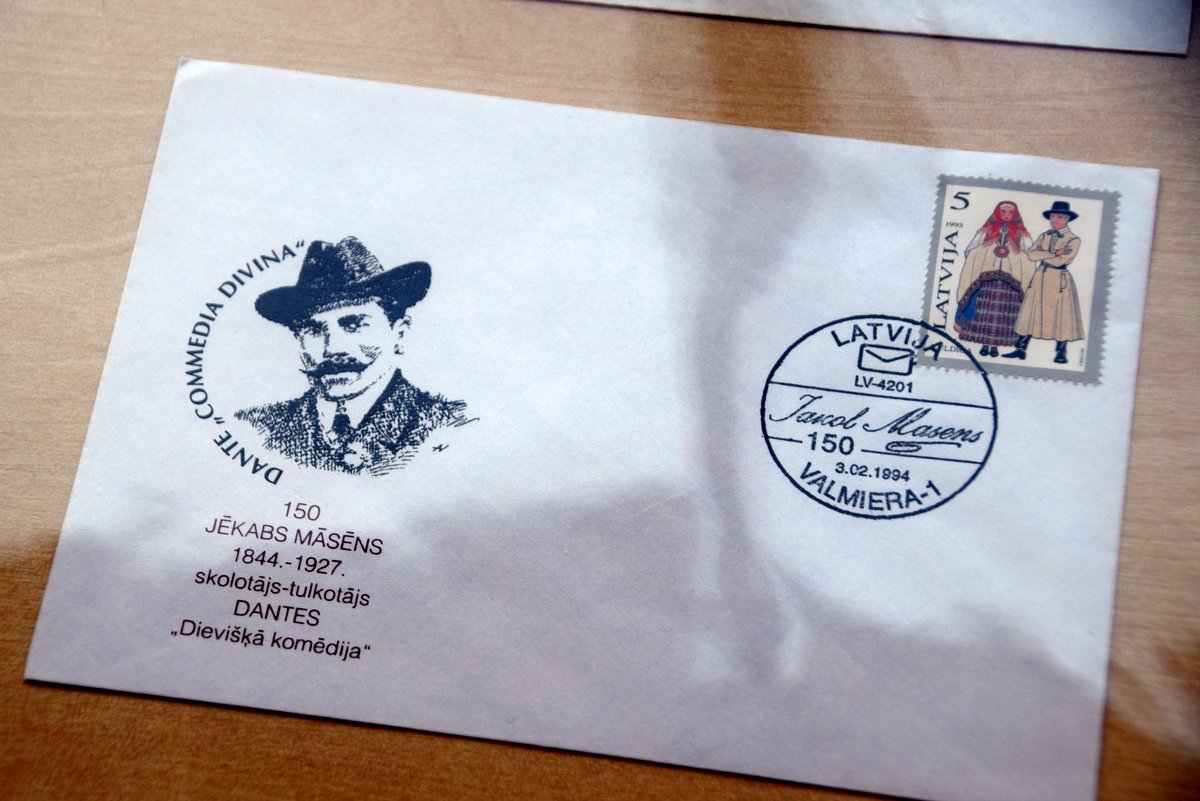 DANTE „COMMEDIA DIVINA“
150
JĒKABS MĀSĒNS
1844.-1927.
skolotājs-tulkotājs
DANTES
„Dievišķā komēdija“
5
1993
LATVIJA
LATVIJA
LV-4201
Jakob Masens
150
3.02.1994
VALMIERA-1